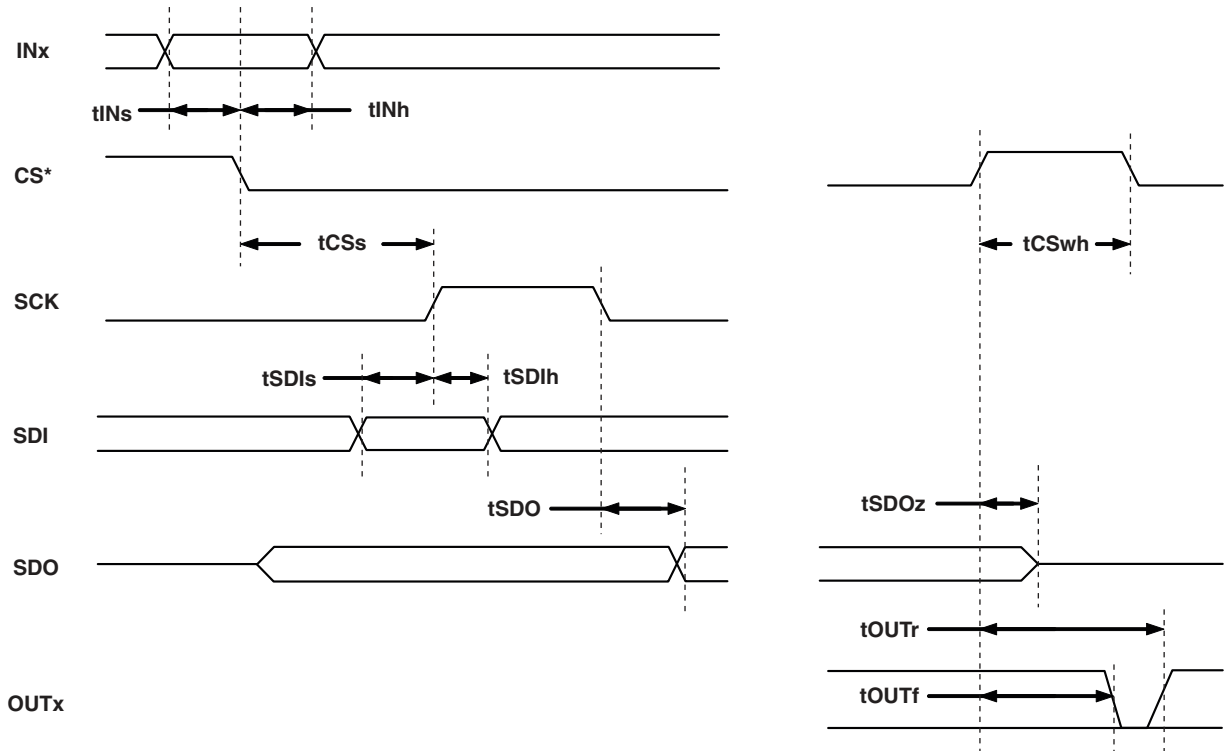 INx
tINs
tINh
CS*
tCSs
tCSwh
SCK
tSDIs
tSDIh
SDI
tSDO
tSDOz
SDO
tOUTr
tOUTf
OUTx